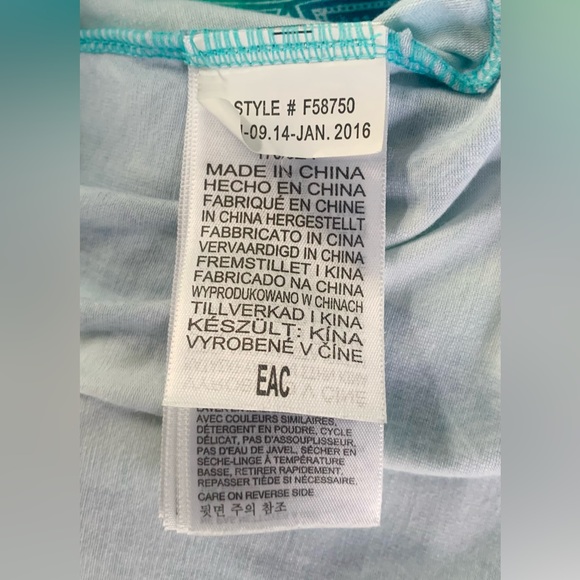 STYLE # F58750
-09.14-JAN. 2016
MADE IN CHINA
HECHO EN CHINA
FABRIQUÉ EN CHINE
IN CHINA HERGESTELLT
FABBRICATO IN CINA
VERVAARDIGD IN CHINA
FREMSTILLET I KINA
FABRICADO NA CHINA
WYPRODUKOWANO W CHINACH
TILLVERKAD I KINA
KÉSZÜLT: KÍNA
VYROBENÉ V ČÍNE
EAC
AVEC COULEURS SIMILAIRES,
DÉTERGENT EN POUDRE, CYCLE
DÉLICAT, PAS D'ASSOUPLISSEUR,
PAS D'EAU DE JAVEL, SÉCHER EN
SÈCHE-LINGE À TEMPÉRATURE
BASSE, RETIRER RAPIDEMENT,
REPASSER TIÈDE SI NÉCESSAIRE.
CARE ON REVERSE SIDE
뒷면 주의 참조